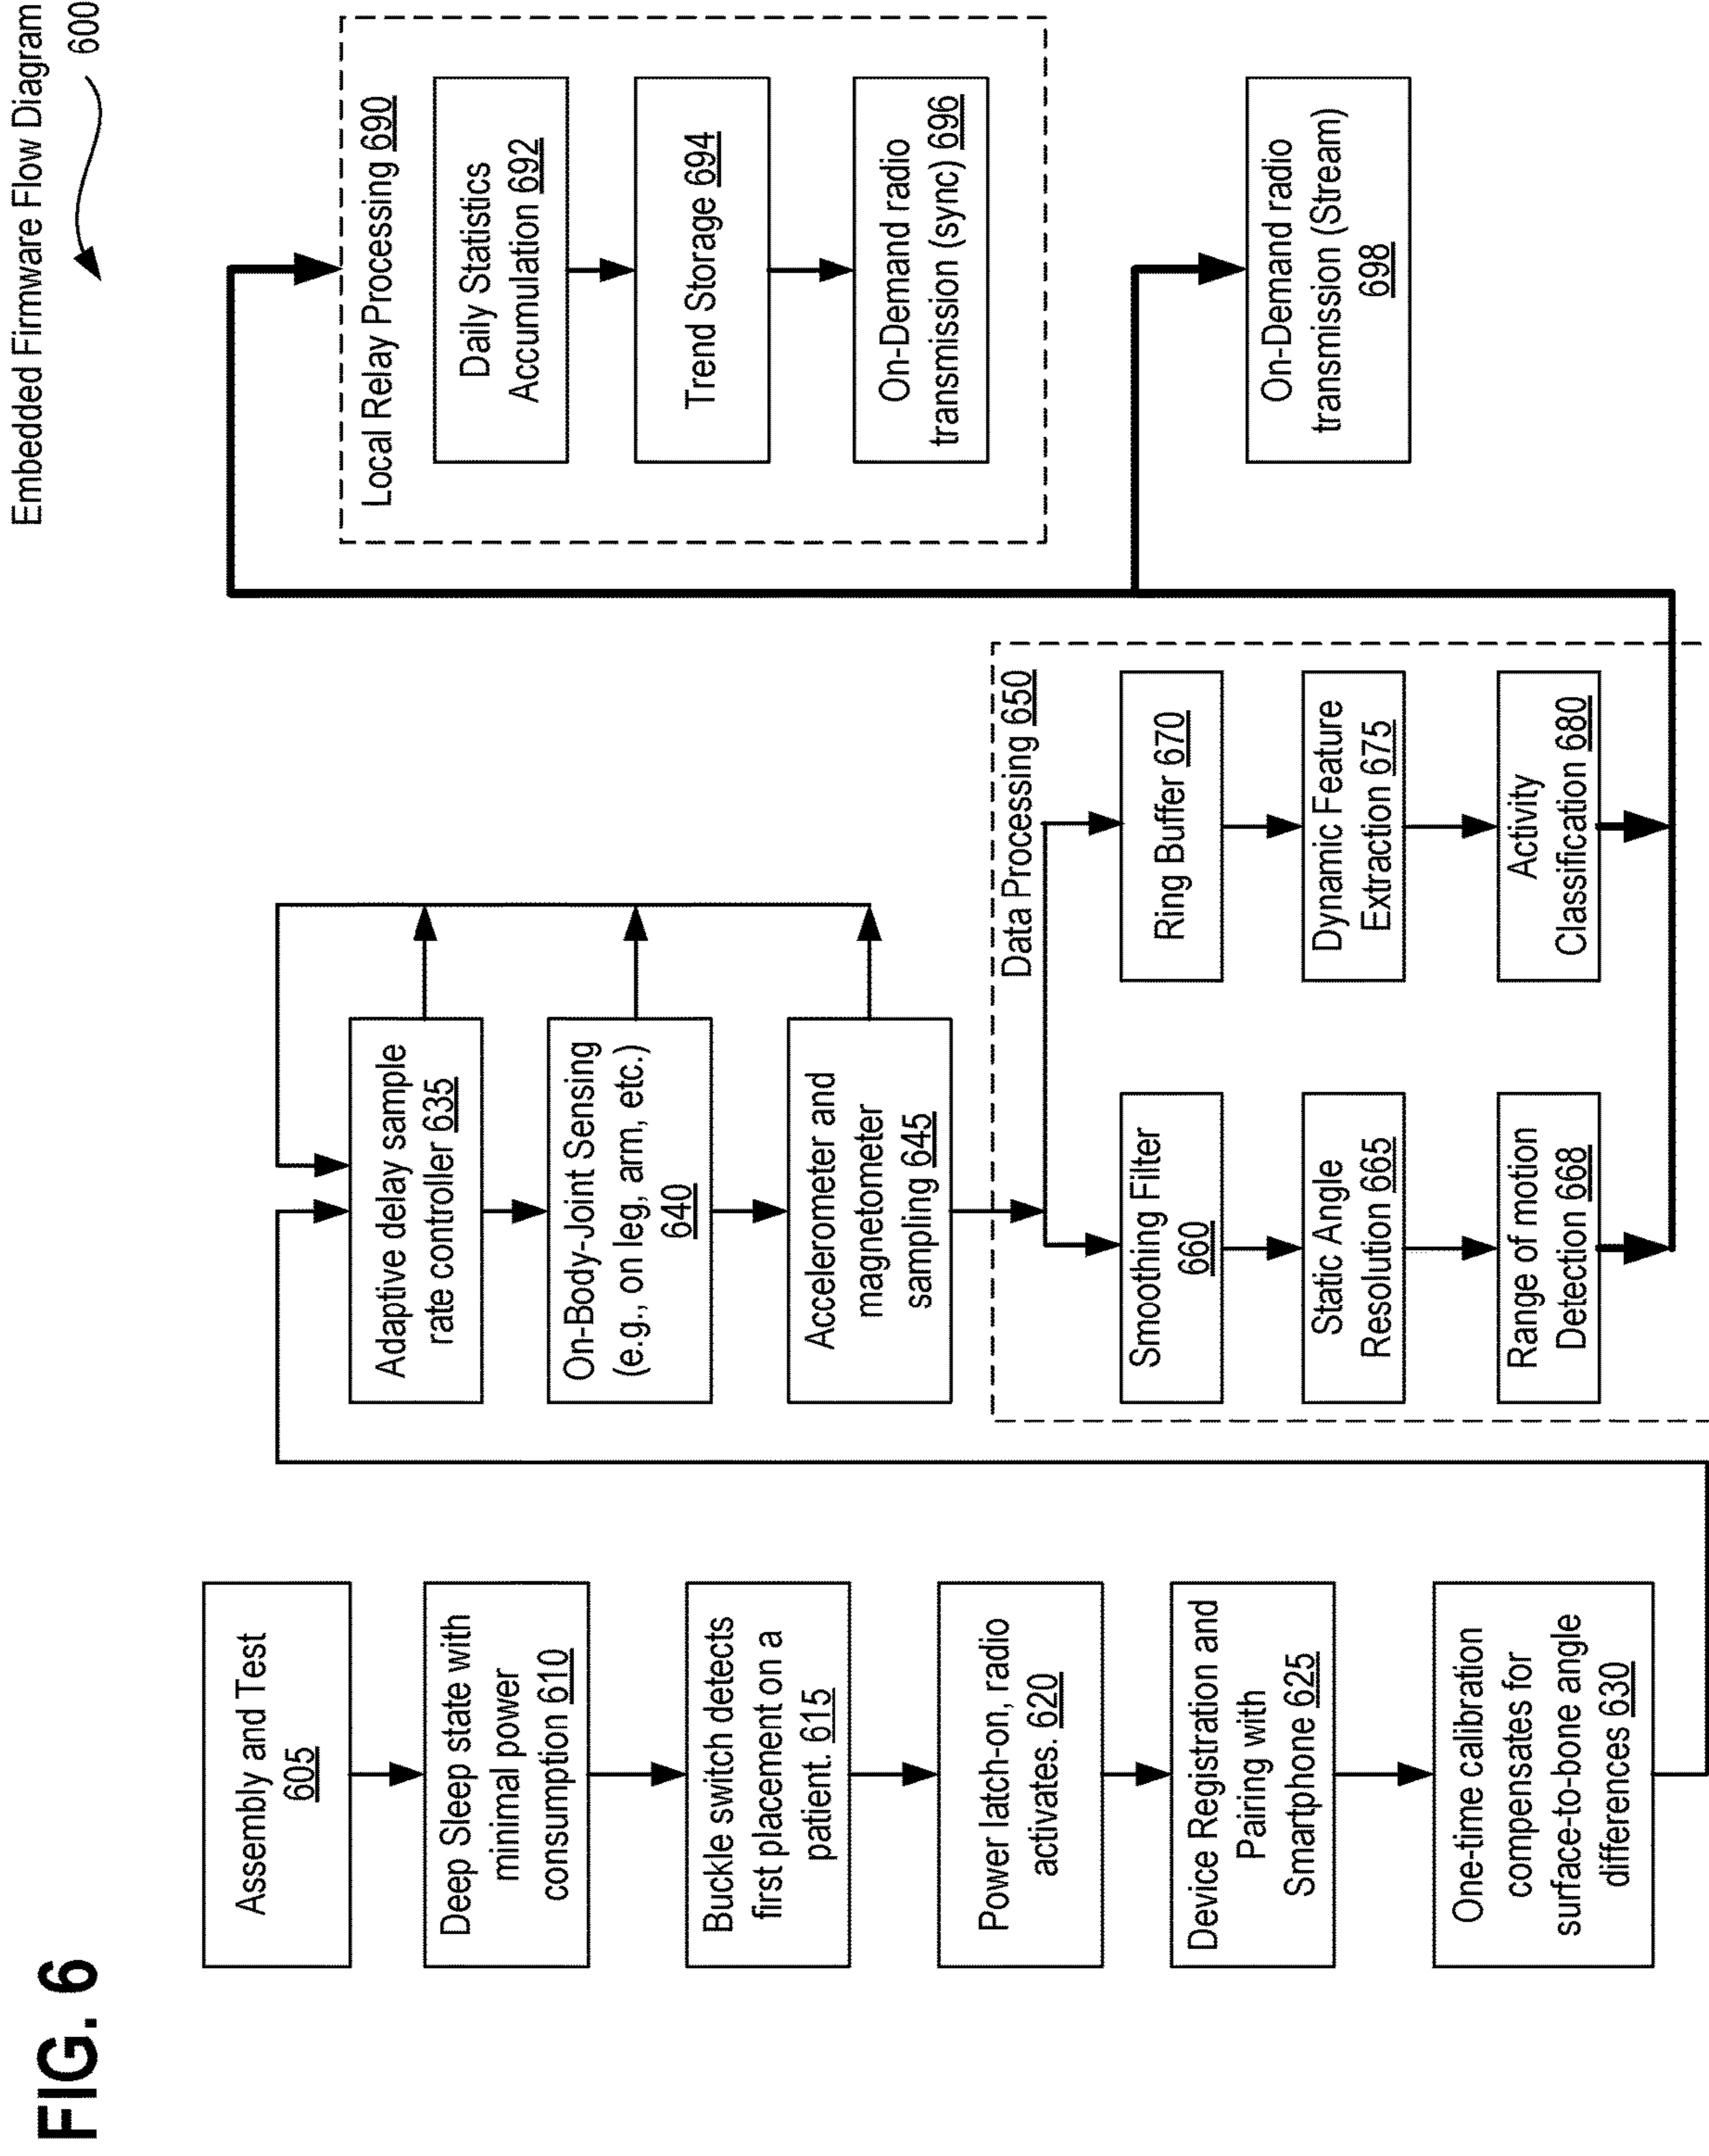 FIG. 6
Embedded Firmware Flow Diagram
600
Assembly and Test
605
Deep Sleep state with
minimal power
consumption 610
Buckle switch detects
first placement on a
patient. 615
Power latch-on, radio
activates. 620
Device Registration and
Pairing with
Smartphone 625
One-time calibration
compensates for
surface-to-bone angle
differences 630
Adaptive delay sample
rate controller 635
On-Body-Joint Sensing
(e.g., on leg, arm, etc.)
640
Accelerometer and
magnetometer
sampling 645
Data Processing 650
Smoothing Filter
660
Static Angle
Resolution 665
Range of motion
Detection 668
Ring Buffer 670
Dynamic Feature
Extraction 675
Activity
Classification 680
Local Relay Processing 690
Daily Statistics
Accumulation 692
Trend Storage 694
On-Demand radio
transmission (sync) 696
On-Demand radio
transmission (Stream)
698